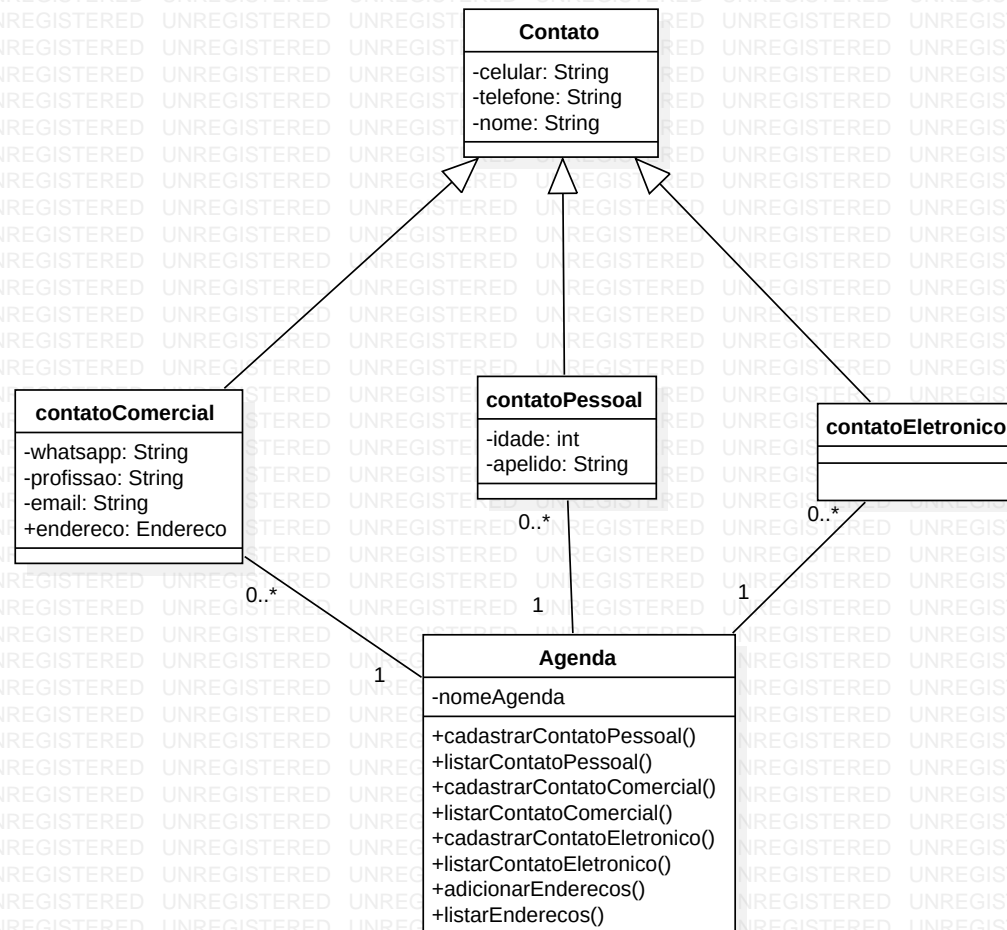 Contato
-celular: String
-telefone: String
-nome: String
contatoComercial
-whatsapp: String
-profissao: String
-email: String
+endereco: Endereco
contatoPessoal
-idade: int
-apelido: String
contatoEletronico
0..*
0..*
0..*
1
1
1
Agenda
-nomeAgenda
+cadastrarContatoPessoal()
+listarContatoPessoal()
+cadastrarContatoComercial()
+listarContatoComercial()
+cadastrarContatoEletronico()
+listarContatoEletronico()
+adicionarEnderecos()
+listarEnderecos()
UNREGISTERED